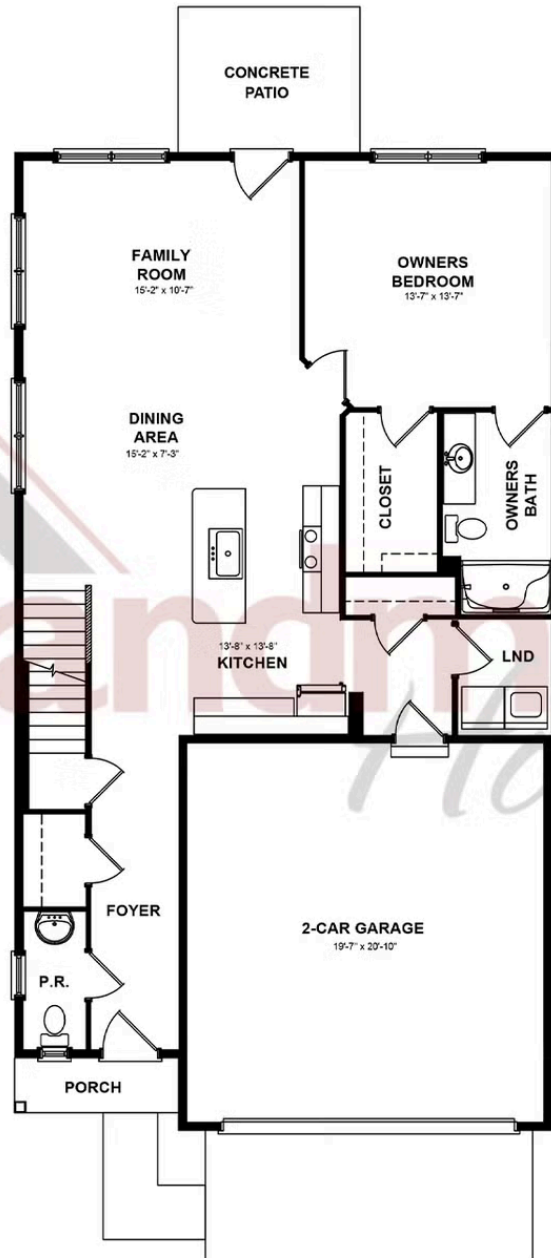 CONCRETE
PATIO
FAMILY
ROOM
15'-2" x 10'-7"
OWNERS
BEDROOM
13'-7" x 13'-7"
DINING
AREA
15'-2" x 7'-3"
CLOSET
OWNERS
BATH
13'-8" x 13'-8"
KITCHEN
LND
andm
Ho
FOYER
2-CAR GARAGE
19'-7" x 20'-10"
P.R.
PORCH